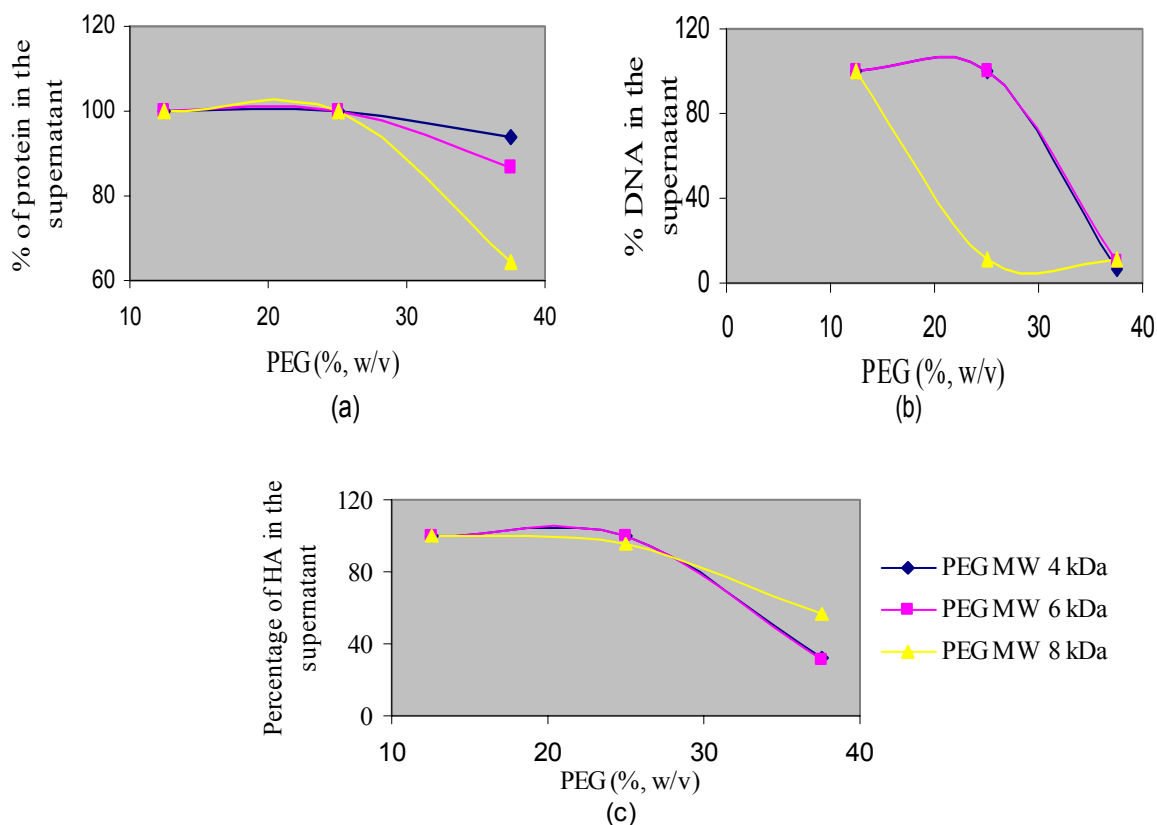 % of protein in the
supernatant
120
100
80
60
10
20
30
40
PEG (%, w/v)
(a)
% DNA in the
supernatant
120
80
40
0
0
10
20
30
40
PEG (%, w/v)
(b)
Percentage of HA in the
supernatant
120
80
40
0
10
20
30
40
PEG (%, w/v)
(c)
PEG MW 4 kDa
PEG MW 6 kDa
PEG MW 8 kDa